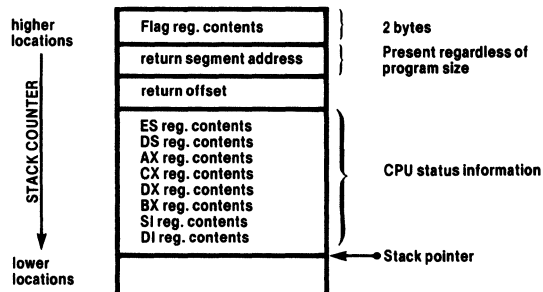 higher
locations
STACK COUNTER
lower
locations
Flag reg. contents
return segment address
return offset
ES reg. contents
DS reg. contents
AX reg. contents
CX reg. contents
DX reg. contents
BX reg. contents
SI reg. contents
DI reg. contents
2 bytes
Present regardless of
program size
CPU status information
Stack pointer